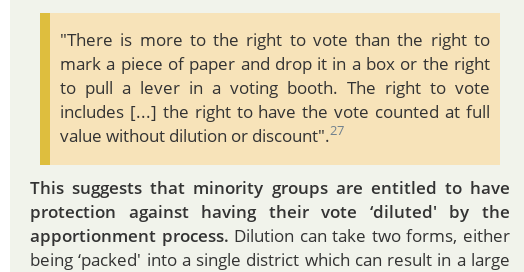 "There is more to the right to vote than the right to
mark a piece of paper and drop it in a box or the right
to pull a lever in a voting booth. The right to vote
includes [...] the right to have the vote counted at full
value without dilution or discount".27
This suggests that minority groups are entitled to have
protection against having their vote ‘diluted' by the
apportionment process. Dilution can take two forms, either
being ‘packed' into a single district which can result in a large